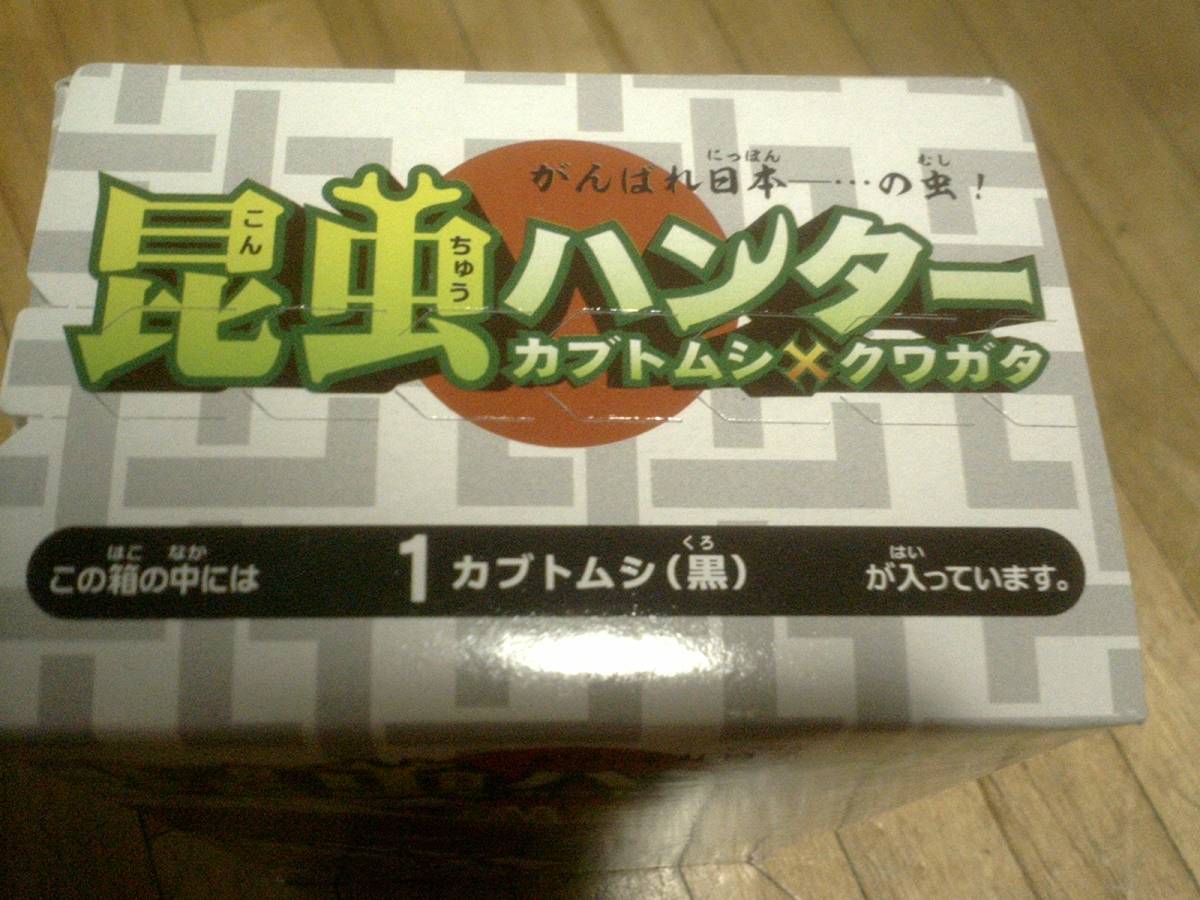 がんばれ日本――…の虫！
昆虫ハンター
カブトムシ×クワガタ
この箱の中には 1 カブトムシ（黒） が入っています。